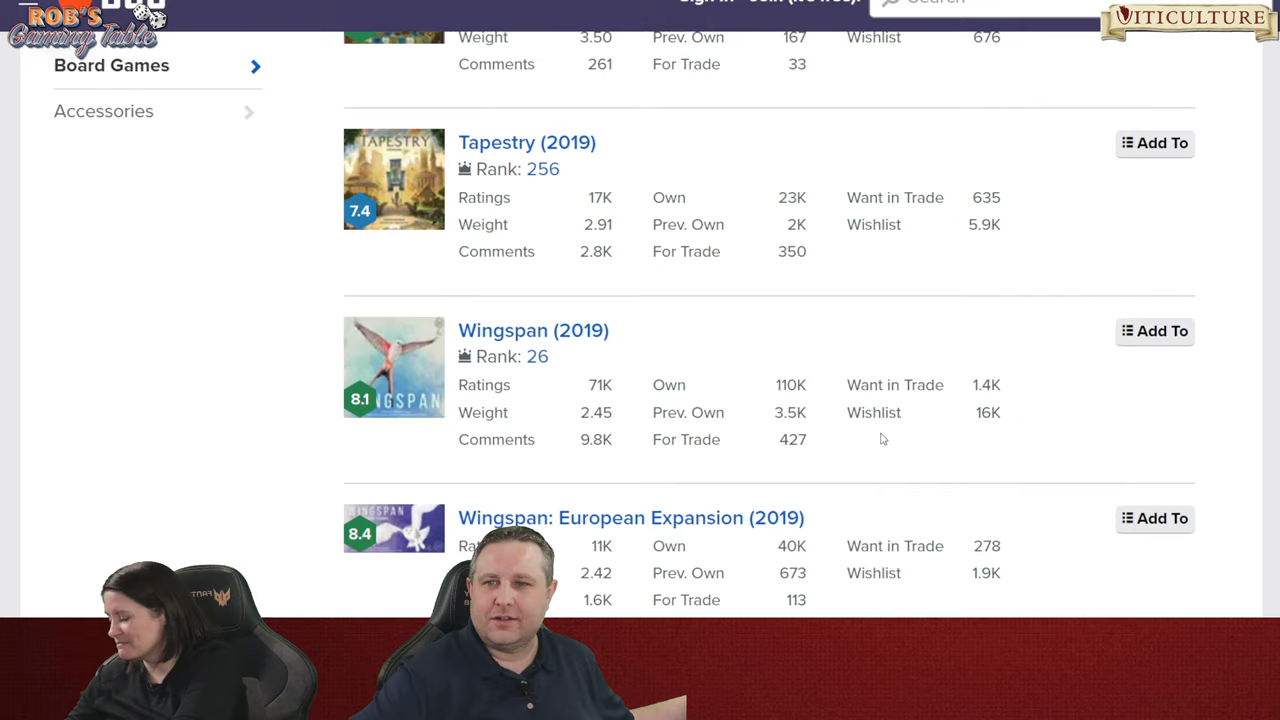 ROB'S
Gaming Table
VITICULTURE
Weight 3.50 Prev. Own 167 Wishlist 676
Board Games
Comments 261 For Trade 33
Accessories
TAPESTRY
7.4
Tapestry (2019)
Add To
Rank: 256
Ratings 17K Own 23K Want in Trade 635
Weight 2.91 Prev. Own 2K Wishlist 5.9K
Comments 2.8K For Trade 350
8.1
Wingspan (2019)
Add To
Rank: 26
Ratings 71K Own 110K Want in Trade 1.4K
Weight 2.45 Prev. Own 3.5K Wishlist 16K
Comments 9.8K For Trade 427
WINGSPAN
8.4
Wingspan: European Expansion (2019)
Add To
11K Own 40K Want in Trade 278
2.42 Prev. Own 673 Wishlist 1.9K
1.6K For Trade 113